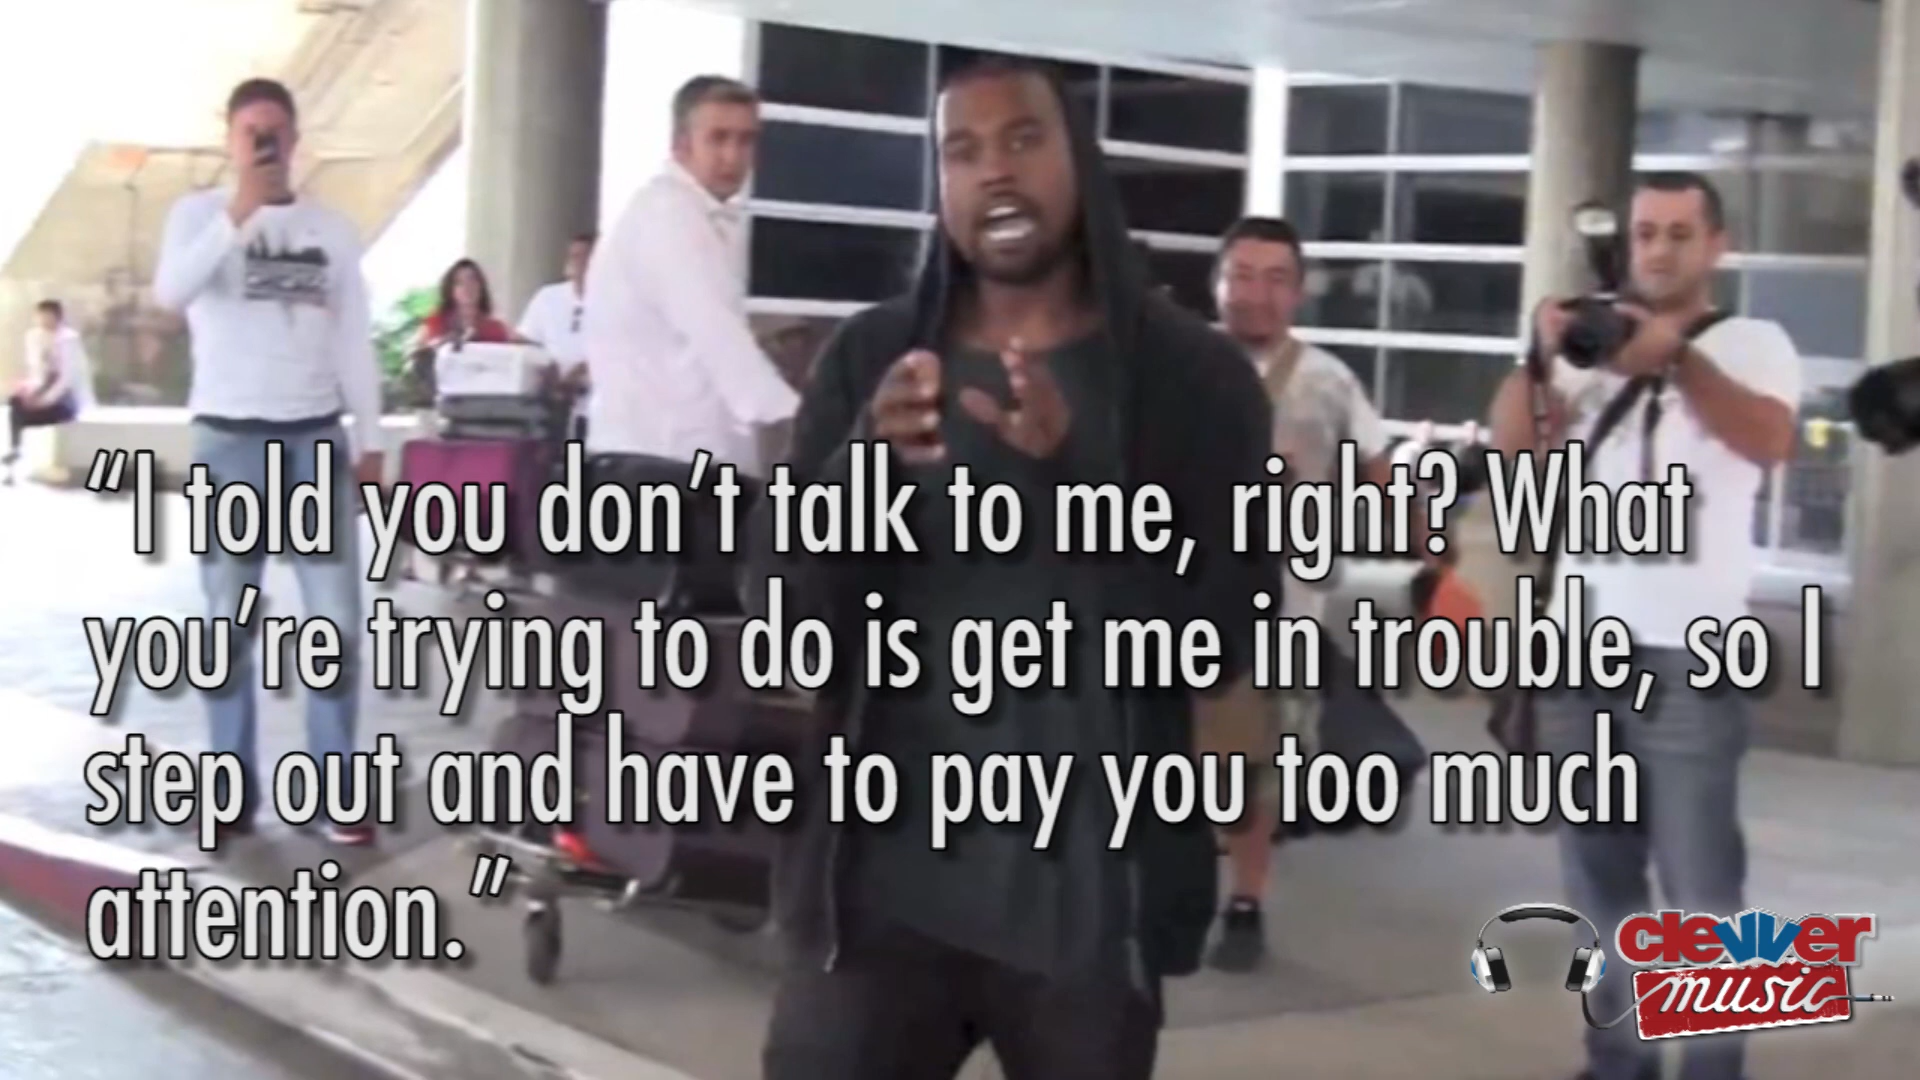 “I told you don’t talk to me, right? What
you’re trying to do is get me in trouble, so I
step out and have to pay you too much
attention.”
clevver
music